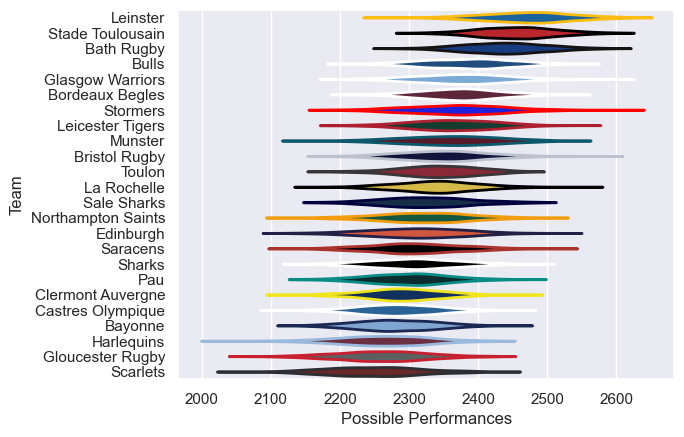 Leinster
Stade Toulousain
Bath Rugby
Bulls
Glasgow Warriors
Bordeaux Begles
Stormers
Leicester Tigers
Munster
Bristol Rugby
Toulon
La Rochelle
Sale Sharks
Northampton Saints
Edinburgh
Saracens
Sharks
Pau
Clermont Auvergne
Castres Olympique
Bayonne
Harlequins
Gloucester Rugby
Scarlets
Team
2000 2100 2200 2300 2400 2500 2600
Possible Performances